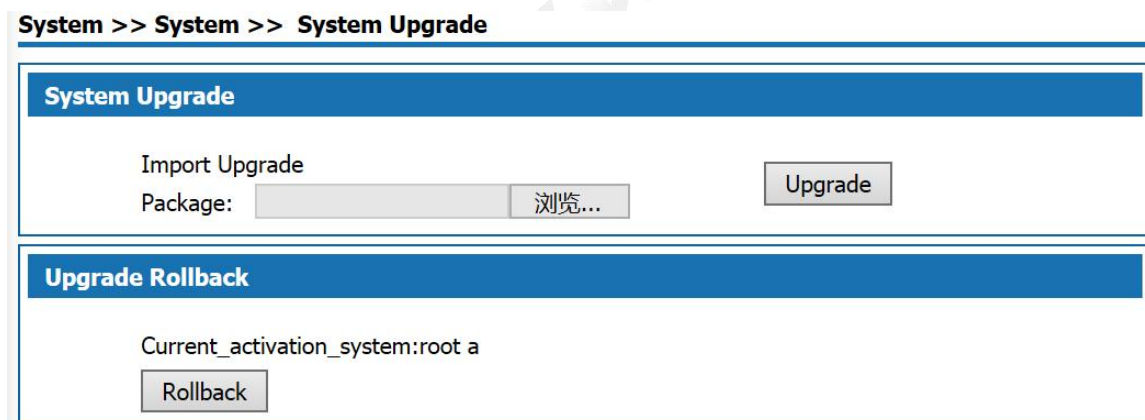 System >> System >> System Upgrade
System Upgrade
Import Upgrade
Package:
浏览...
Upgrade
Upgrade Rollback
Current_activation_system:root a
Rollback